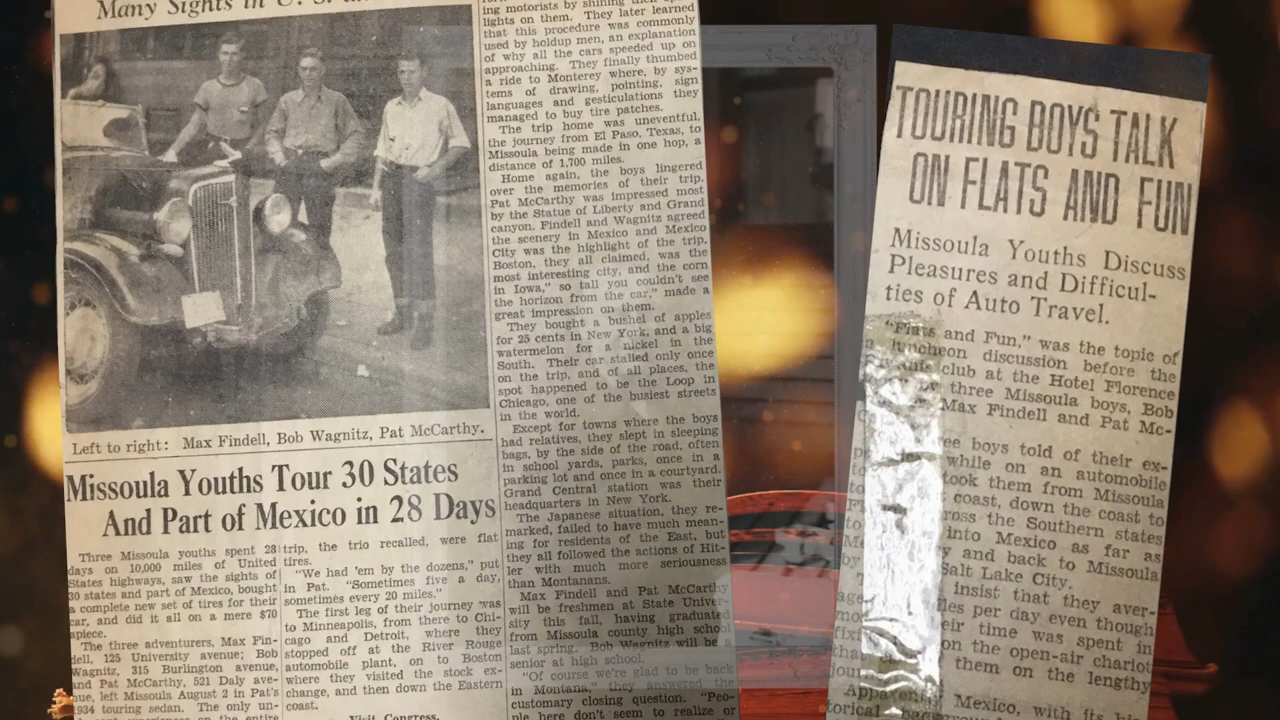 Many Sights in U. S.
Left to right: Max Findell, Bob Wagnitz, Pat McCarthy.
Missoula Youths Tour 30 States
And Part of Mexico in 28 Days
Three Missoula youths spent 28
days on 10,000 miles of United
States highways, saw the sights of
30 states and part of Mexico, bought
a complete new set of tires for their
car, and did it all on a mere $70
apiece.
The three adventurers, Max Fin-
dell, 125 University avenue; Bob
Wagnitz, 315 Burlington avenue,
and Pat McCarthy, 521 Daly ave-
nue, left Missoula August 2 in Pat's
1934 touring sedan. The only un-
experience on the entire
trip, the trio recalled, were flat
tires.
"We had 'em by the dozens," put
in Pat. "Sometimes five a day,
sometimes every 20 miles."
The first leg of their journey was
to Minneapolis, from there to Chi-
cago and Detroit, where they
stopped off at the River Rouge
automobile plant, on to Boston
where they visited the stock ex-
change, and then down the Eastern
coast.
Visit Congress.
ing motorists by shining their
lights on them. They later learned
that this procedure was commonly
used by holdup men, an explanation
of why all the cars speeded up on
approaching. They finally thumbed
a ride to Monterey where, by sys-
tems of drawing, pointing, sign
languages and gesticulations they
managed to buy tire patches.
The trip home was uneventful,
the journey from El Paso, Texas, to
Missoula being made in one hop, a
distance of 1,700 miles.
Home again, the boys lingered
over the memories of their trip.
Pat McCarthy was impressed most
by the Statue of Liberty and Grand
canyon. Findell and Wagnitz agreed
the scenery in Mexico and Mexico
City was the highlight of the trip.
Boston, they all claimed, was the
most interesting city, and the corn
in Iowa," so tall you couldn't see
the horizon from the car," made a
great impression on them.
They bought a bushel of apples
for 25 cents in New York, and a big
watermelon for a nickel in the
South. Their car stalled only once
on the trip, and of all places, the
spot happened to be the Loop in
Chicago, one of the busiest streets
in the world.
Except for towns where the boys
had relatives, they slept in sleeping
bags, by the side of the road, often
in school yards, parks, once in a
parking lot and once in a courtyard.
Grand Central station was their
headquarters in New York.
The Japanese situation, they re-
marked, failed to have much mean-
ing for residents of the East, but
they all followed the actions of Hit-
ler with much more seriousness
than Montanans.
Max Findell and Pat McCarthy
will be freshmen at State Univer-
sity this fall, having graduated
from Missoula county high school
last spring. Bob Wagnitz will be a
senior at high school.
"Of course we're glad to be back
in Montana," they answered the
customary closing question. "Peo-
ple here don't seem to realize or
TOURING BOYS TALK
ON FLATS AND FUN
Missoula Youths Discuss
Pleasures and Difficul-
ties of Auto Travel.
"Flats and Fun," was the topic of
a luncheon discussion before the
club at the Hotel Florence
three Missoula boys, Bob
Max Findell and Pat Mc-
boys told of their ex-
while on an automobile
took them from Missoula
coast, down the coast to
across the Southern states
into Mexico as far as
and back to Missoula
Salt Lake City.
insist that they aver-
per day even though
their time was spent in
on the open-air chariot
them on the lengthy
Mexico, with its